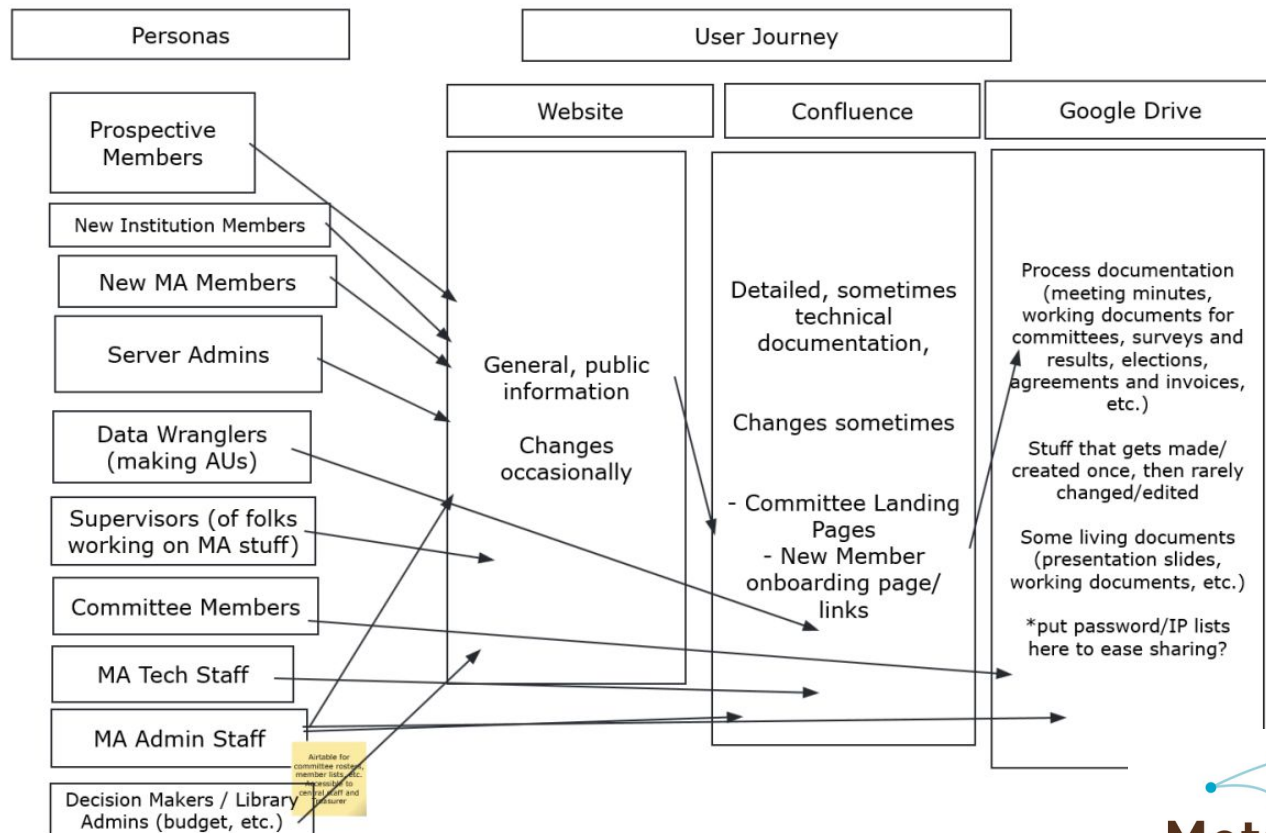 Personas
User Journey
Website
Confluence
Google Drive
Prospective
Members
New Institution Members
New MA Members
Server Admins
Data Wranglers
(making AUs)
Supervisors (of folks
working on MA stuff)
Committee Members
MA Tech Staff
MA Admin Staff
Airtable for
committee rosters,
member lists, etc.
Accessible to
central staff and
Treasurer
Decision Makers / Library
Admins (budget, etc.)
General, public
information
Changes
occasionally
Detailed, sometimes
technical
documentation,
Changes sometimes
- Committee Landing
Pages
- New Member
onboarding page/
links
Process documentation
(meeting minutes,
working documents for
committees, surveys and
results, elections,
agreements and invoices,
etc.)
Stuff that gets made/
created once, then rarely
changed/edited
Some living documents
(presentation slides,
working documents, etc.)
*put password/IP lists
here to ease sharing?